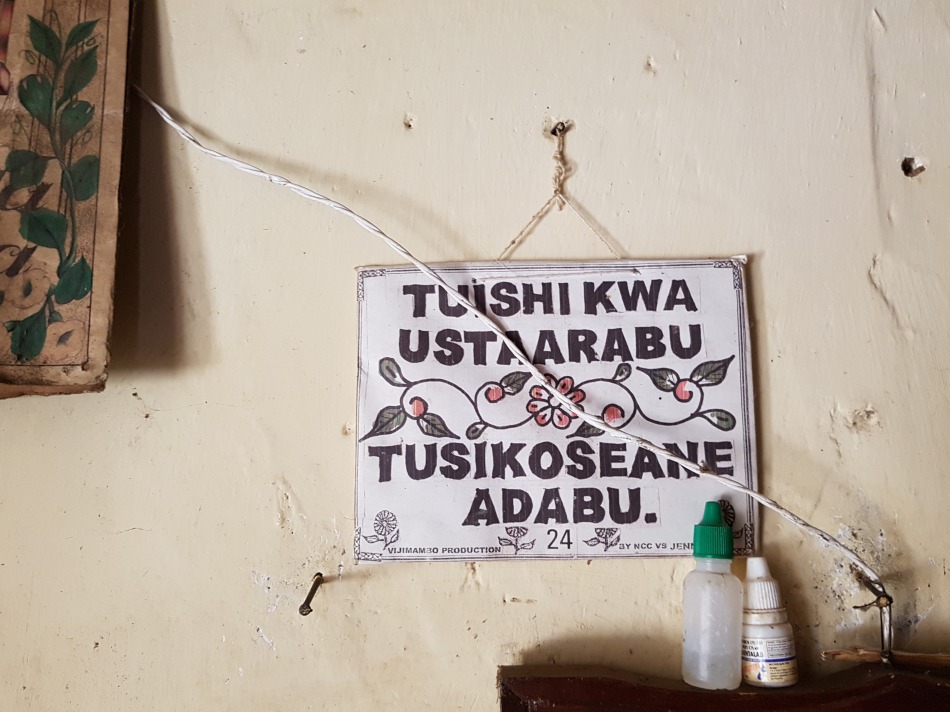 TUISHI KWA
USTAARABU
TUSIKOSEANE
ADABU.
VIJIMAMBO PRODUCTION 24 BY NCC VS JENN